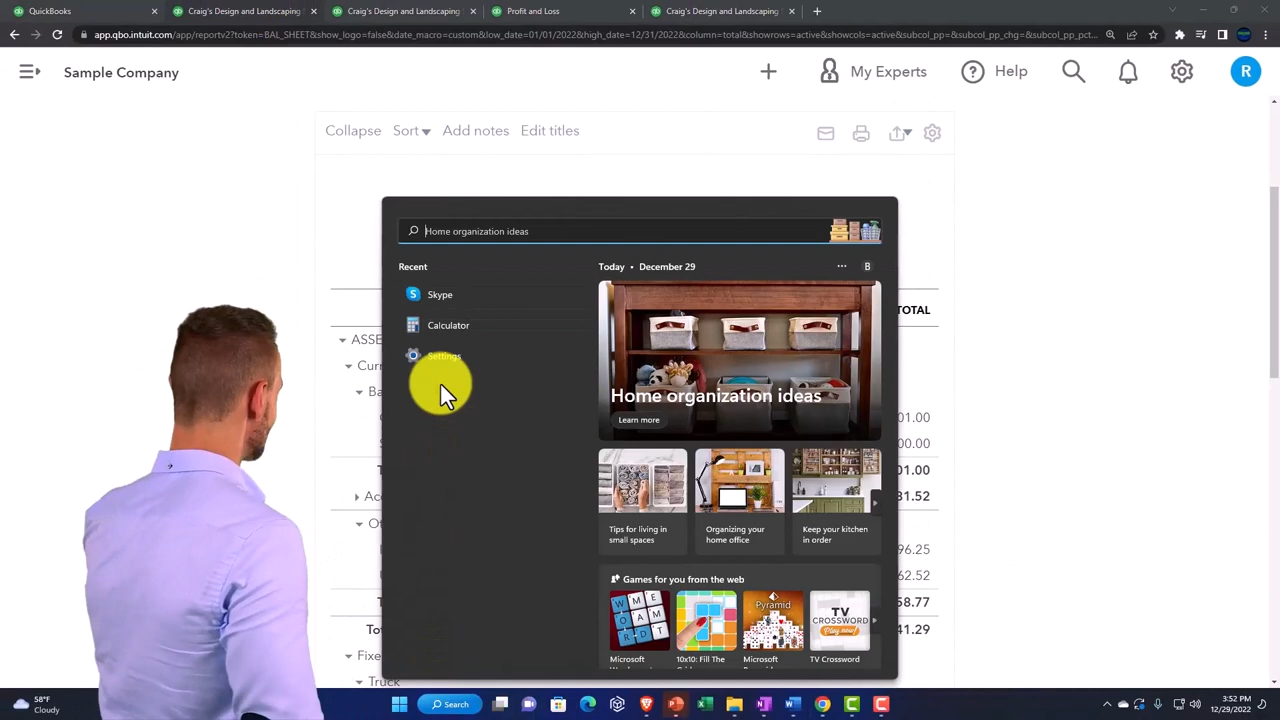 QuickBooks
Craig's Design and Landscaping
Craig's Design and Landscaping
Profit and Loss
Craig's Design and Landscaping
app.qbo.intuit.com/app/reportv2?token=BAL_SHEET&show_logo=false&date_macro=custom&low_date=01/01/2022&high_date=12/31/2022&column=total&showrows=active&showcols=active&subcol_pp=&subcol_pp_chg=&subcol_pct...
Sample Company
My Experts
Help
R
Collapse
Sort
Add notes
Edit titles
Home organization ideas
Recent
Today • December 29
B
Skype
Calculator
Settings
Home organization ideas
Learn more
Tips for living in small spaces
Organizing your home office
Keep your kitchen in order
Games for you from the web
WORD
ME
TEAM
Pyramid
TV
CROSSWORD
Play now!
Microsoft
10x10: Fill The
Microsoft
TV Crossword
TOTAL
ASSE
Curr
Ba
01.00
00.00
T
01.00
Acc
31.52
Ot
96.25
62.52
T
58.77
Tot
41.29
Fixe
Truck
58°F
Cloudy
Search
3:52 PM
12/29/2022